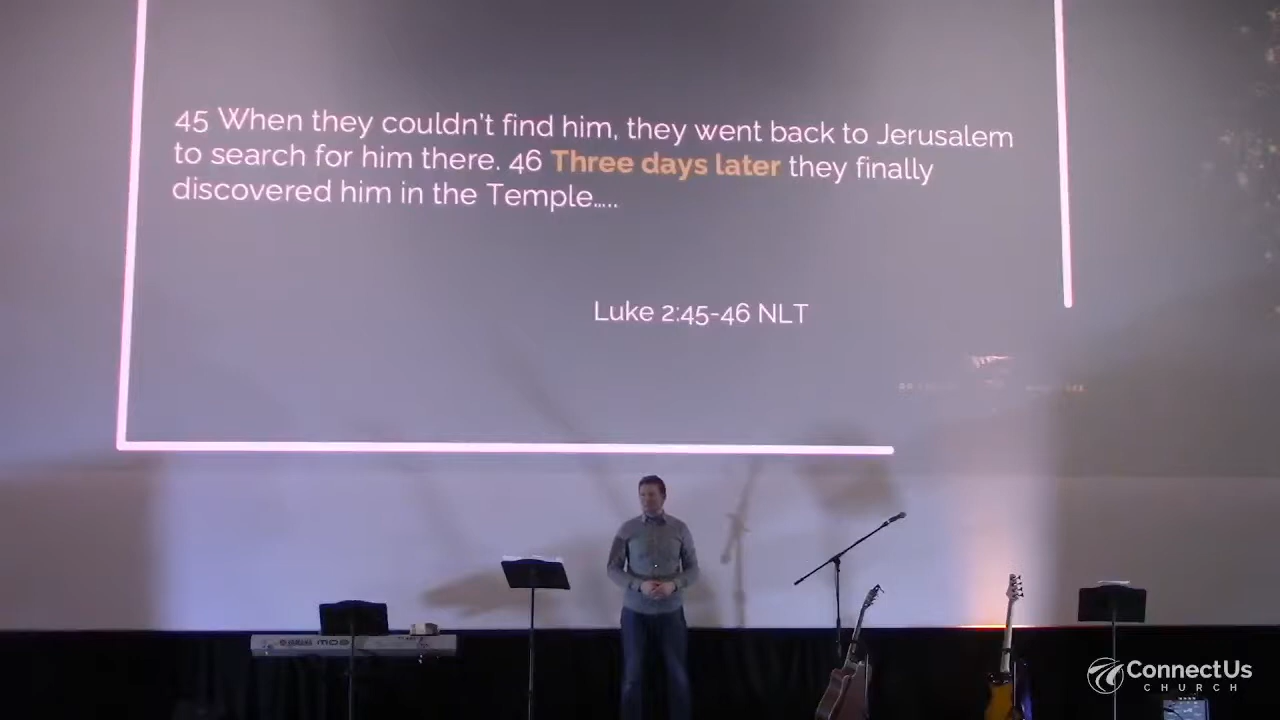 45 When they couldn't find him, they went back to Jerusalem
to search for him there. 46 Three days later they finally
discovered him in the Temple.....
Luke 2:45-46 NLT
ConnectUs
CHURCH